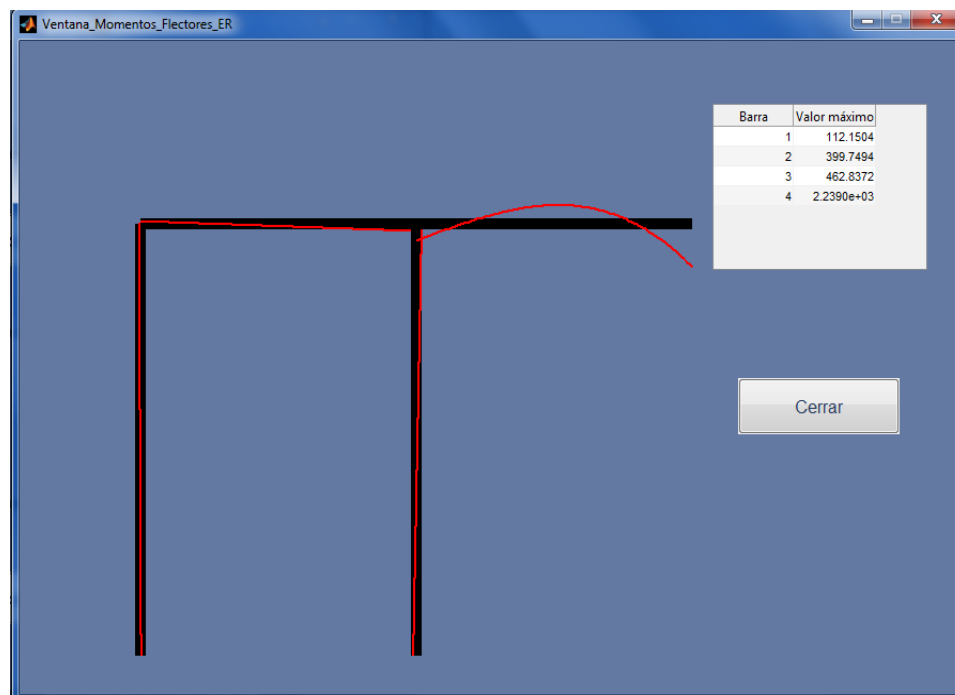 Ventana_Momentos_Flectores_ER
Barra Valor máximo
1 112.1504
2 399.7494
3 462.8372
4 2.2390e+03
Cerrar